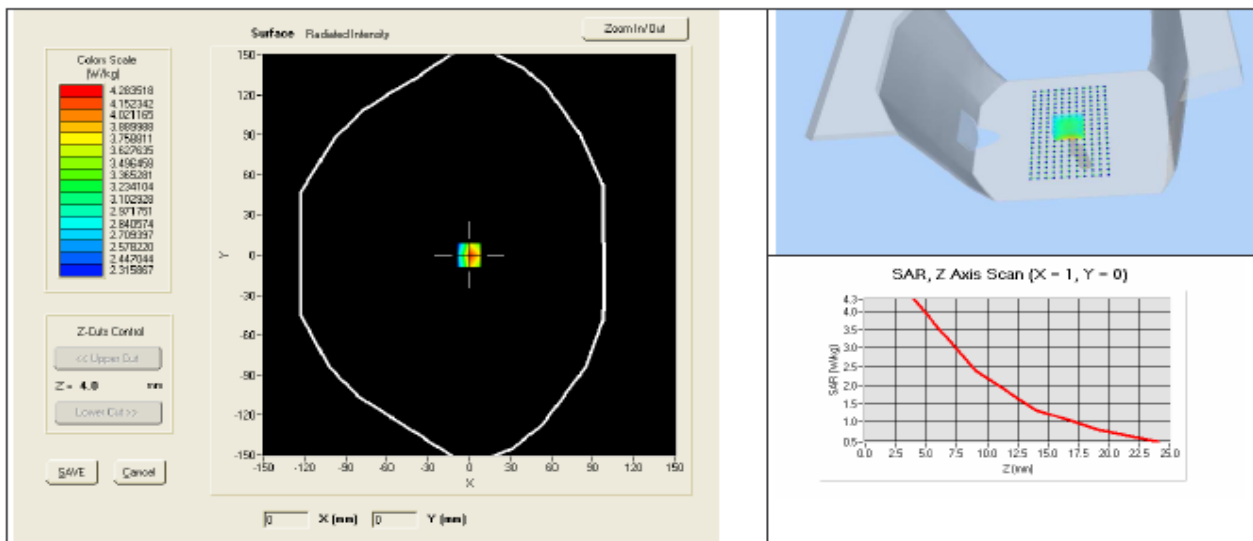 Surface Radiated Intensity
Zoom In/Out
Colors Scale
(W/kg)
4.283518
4.152342
4.021165
3.889988
3.758811
3.627635
3.496458
3.365281
3.234104
3.102928
2.971751
2.840574
2.709397
2.578220
2.447044
2.315867
150-
120-
90-
60-
30-
0-
-30-
-60-
-90-
-120-
-150-
Y
-150 -120 -90 -60 -30 0 30 60 90 120 150
X
Z-Cuts Control
<< Upper Cut
Z = 4.0 mm
Lower Cut >>
SAVE Cancel
0 X (mm) 0 Y (mm)
SAR, Z Axis Scan (X = 1, Y = 0)
4.3-
4.0-
3.5-
3.0-
2.5-
2.0-
1.5-
1.0-
0.5-
SAR (W/kg)
0.0 2.5 5.0 7.5 10.0 12.5 15.0 17.5 20.0 22.5 25.0
Z (mm)